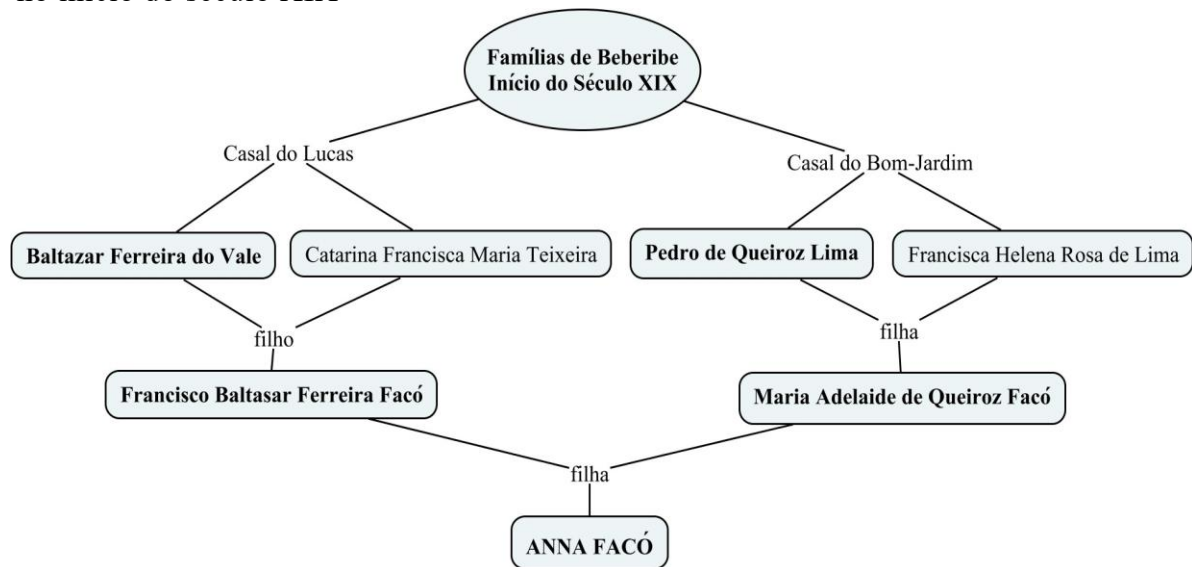 Famílias de Beberibe
Início do Século XIX
Casal do Lucas
Casal do Bom-Jardim
Baltazar Ferreira do Vale
Catarina Francisca Maria Teixeira
Pedro de Queiroz Lima
Francisca Helena Rosa de Lima
filho
filha
Francisco Baltasar Ferreira Facó
Maria Adelaide de Queiroz Facó
filha
ANNA FACÓ